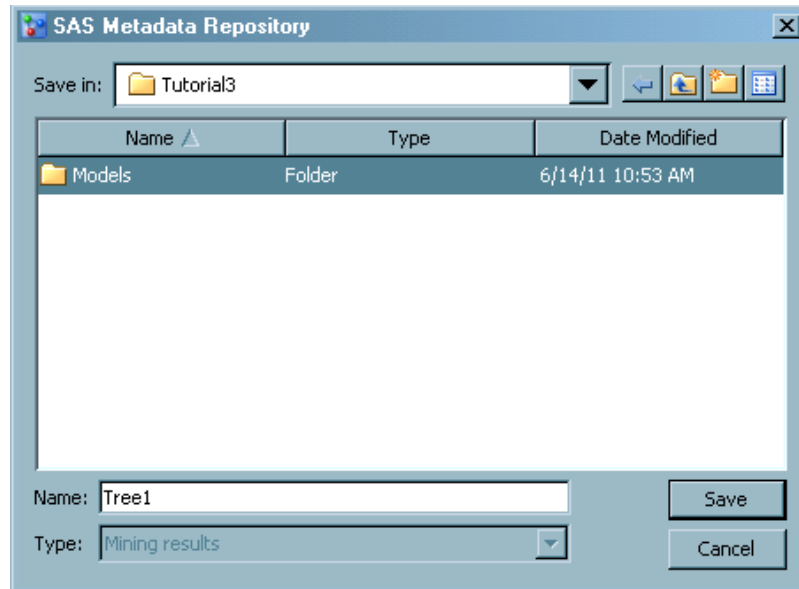 SAS Metadata Repository
Save in: Tutorial3
Name Type Date Modified
Models Folder 6/14/11 10:53 AM
Name: Tree1 Save
Type: Mining results Cancel